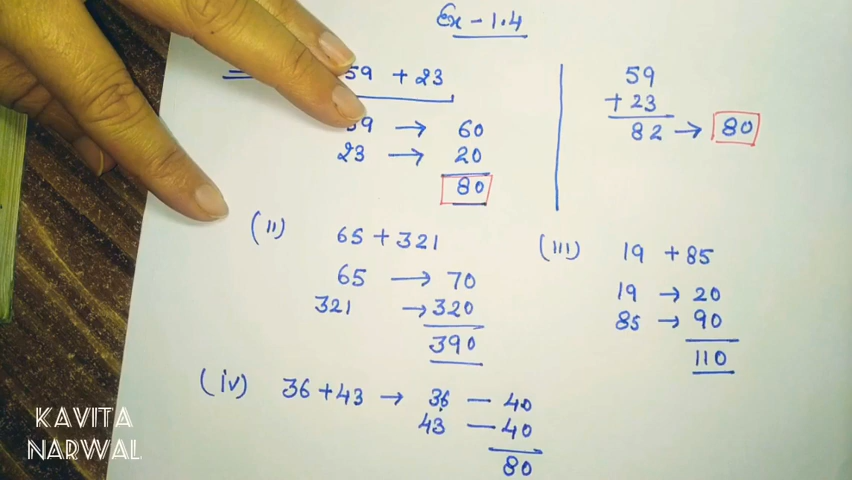 Ex - 1.4
59 + 23
59 → 60
23 → 20
80
59
+ 23
82 → 80
(ii) 65 + 321
65 → 70
321 → 320
390
(iii) 19 + 85
19 → 20
85 → 90
110
(iv) 36 + 43 → 36 — 40
43 — 40
80
KAVITA
NARWAL